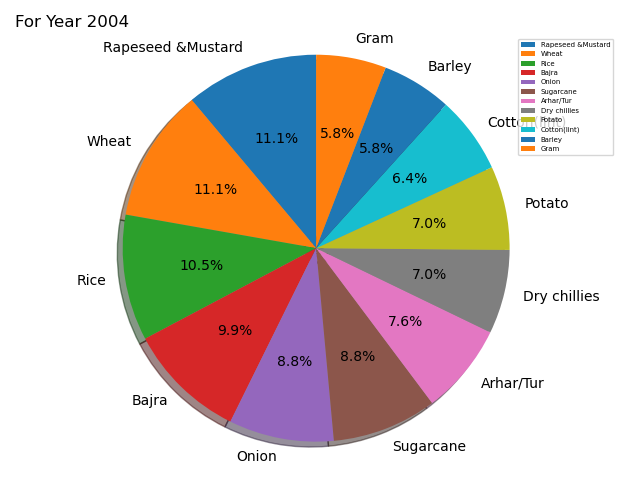 For Year 2004
Rapeseed &Mustard
Gram
Barley
Cotton(lint)
Wheat
Potato
Rice
Dry chillies
Bajra
Arhar/Tur
Onion
Sugarcane
11.1%
5.8%
5.8%
6.4%
11.1%
7.0%
10.5%
7.0%
9.9%
7.6%
8.8%
8.8%
Rapeseed &Mustard
Wheat
Rice
Bajra
Onion
Sugarcane
Arhar/Tur
Dry chillies
Potato
Cotton(lint)
Barley
Gram